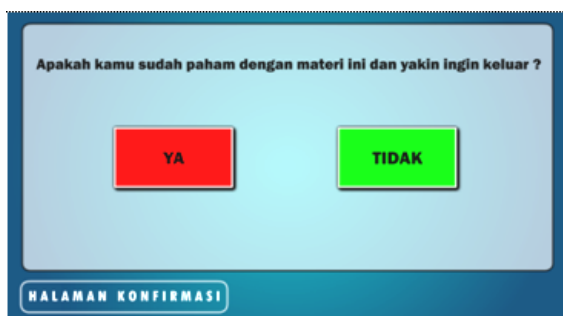 Apakah kamu sudah paham dengan materi ini dan yakin ingin keluar ?
YA
TIDAK
HALAMAN KONFIRMASI